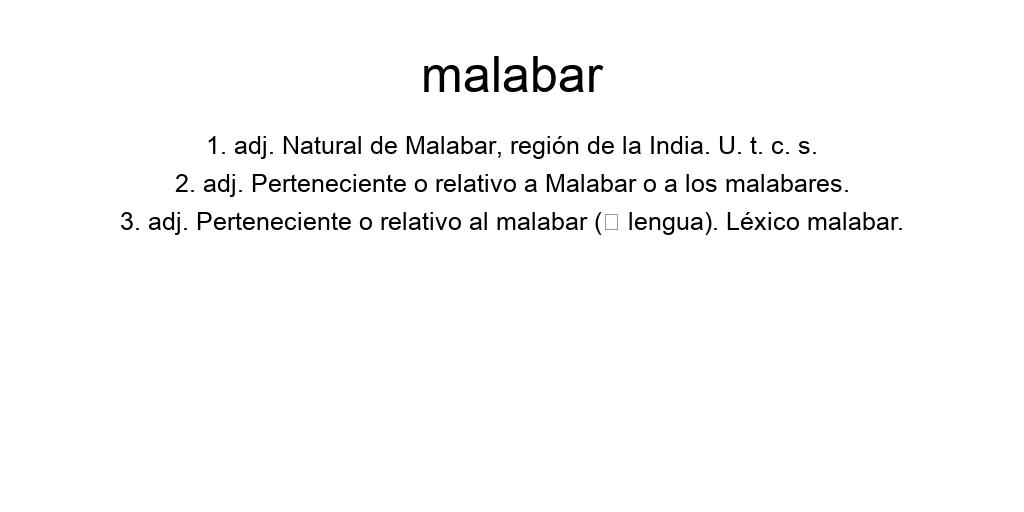 malabar
1. adj. Natural de Malabar, región de la India. U. t. c. s.
2. adj. Perteneciente o relativo a Malabar o a los malabares.
3. adj. Perteneciente o relativo al malabar (□ lengua). Léxico malabar.